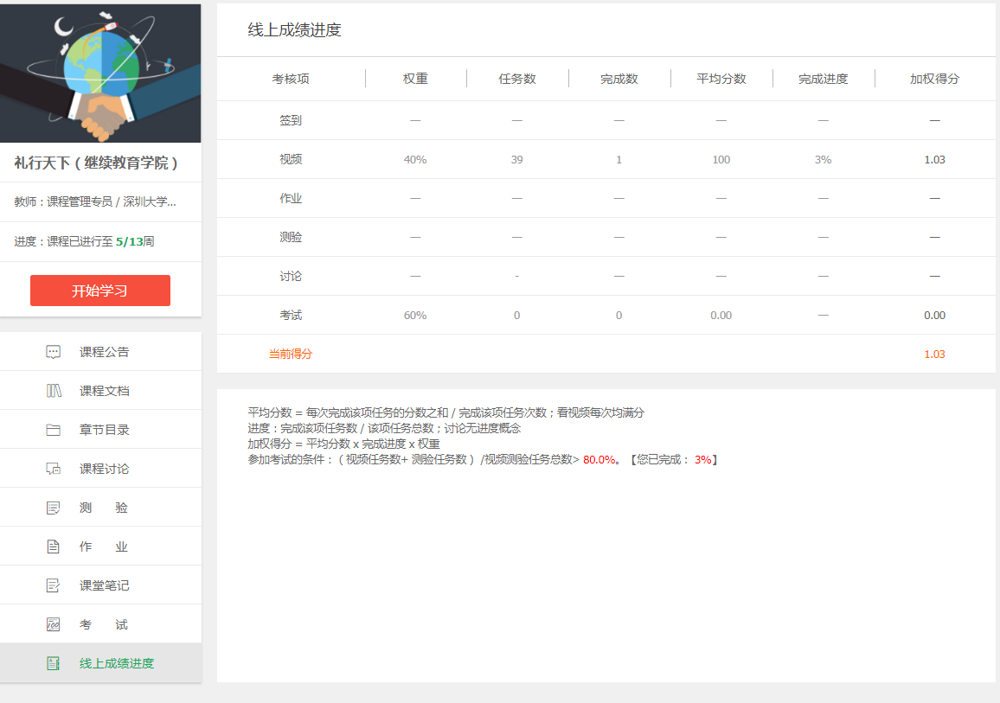 礼行天下（继续教育学院）
教师：课程管理专员 / 深圳大学...
进度：课程已进行至 5/13周
开始学习
课程公告
课程文档
章节目录
课程讨论
测 验
作 业
课堂笔记
考 试
线上成绩进度
线上成绩进度
考核项 权重 任务数 完成数 平均分数 完成进度 加权得分
签到 — — — — — —
视频 40% 39 1 100 3% 1.03
作业 — — — — — —
测验 — — — — — —
讨论 — - — — — —
考试 60% 0 0 0.00 — 0.00
当前得分 1.03
平均分数 = 每次完成该项任务的分数之和 / 完成该项任务次数；看视频每次均满分
进度：完成该项任务数 / 该项任务总数；讨论无进度概念
加权得分 = 平均分数 x 完成进度 x 权重
参加考试的条件：（ 视频任务数+ 测验任务数 ）/视频测验任务总数> 80.0%。【您已完成： 3%】